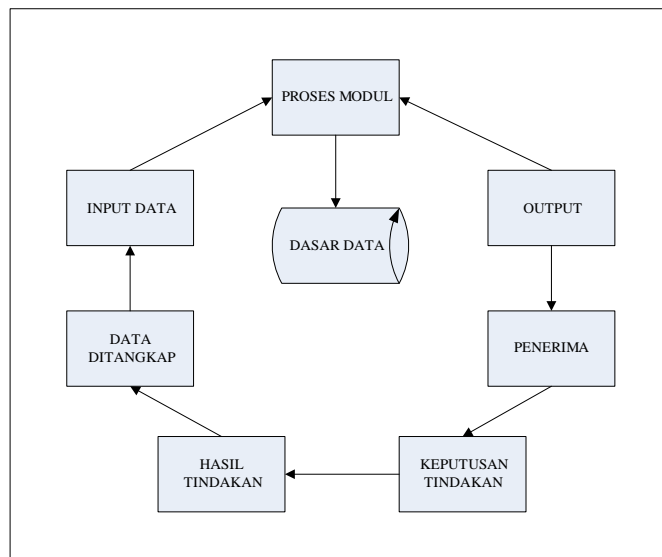 PROSES MODUL
INPUT DATA
DASAR DATA
OUTPUT
DATA
DITANGKAP
PENERIMA
HASIL
TINDAKAN
KEPUTUSAN
TINDAKAN